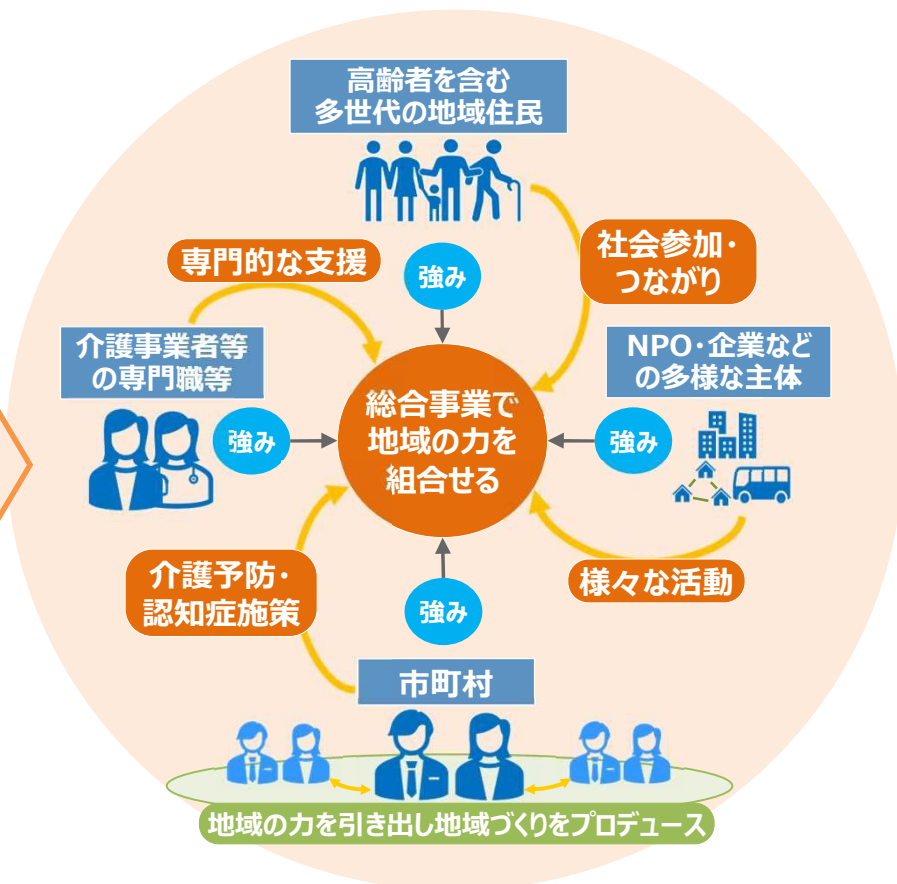 高齢者を含む
多世代の地域住民
専門的な支援
強み
社会参加・
つながり
介護事業者等
の専門職等
NPO・企業など
の多様な主体
強み
総合事業で
地域の力を
組合せる
強み
介護予防・
認知症施策
強み
様々な活動
市町村
地域の力を引き出し地域づくりをプロデュース